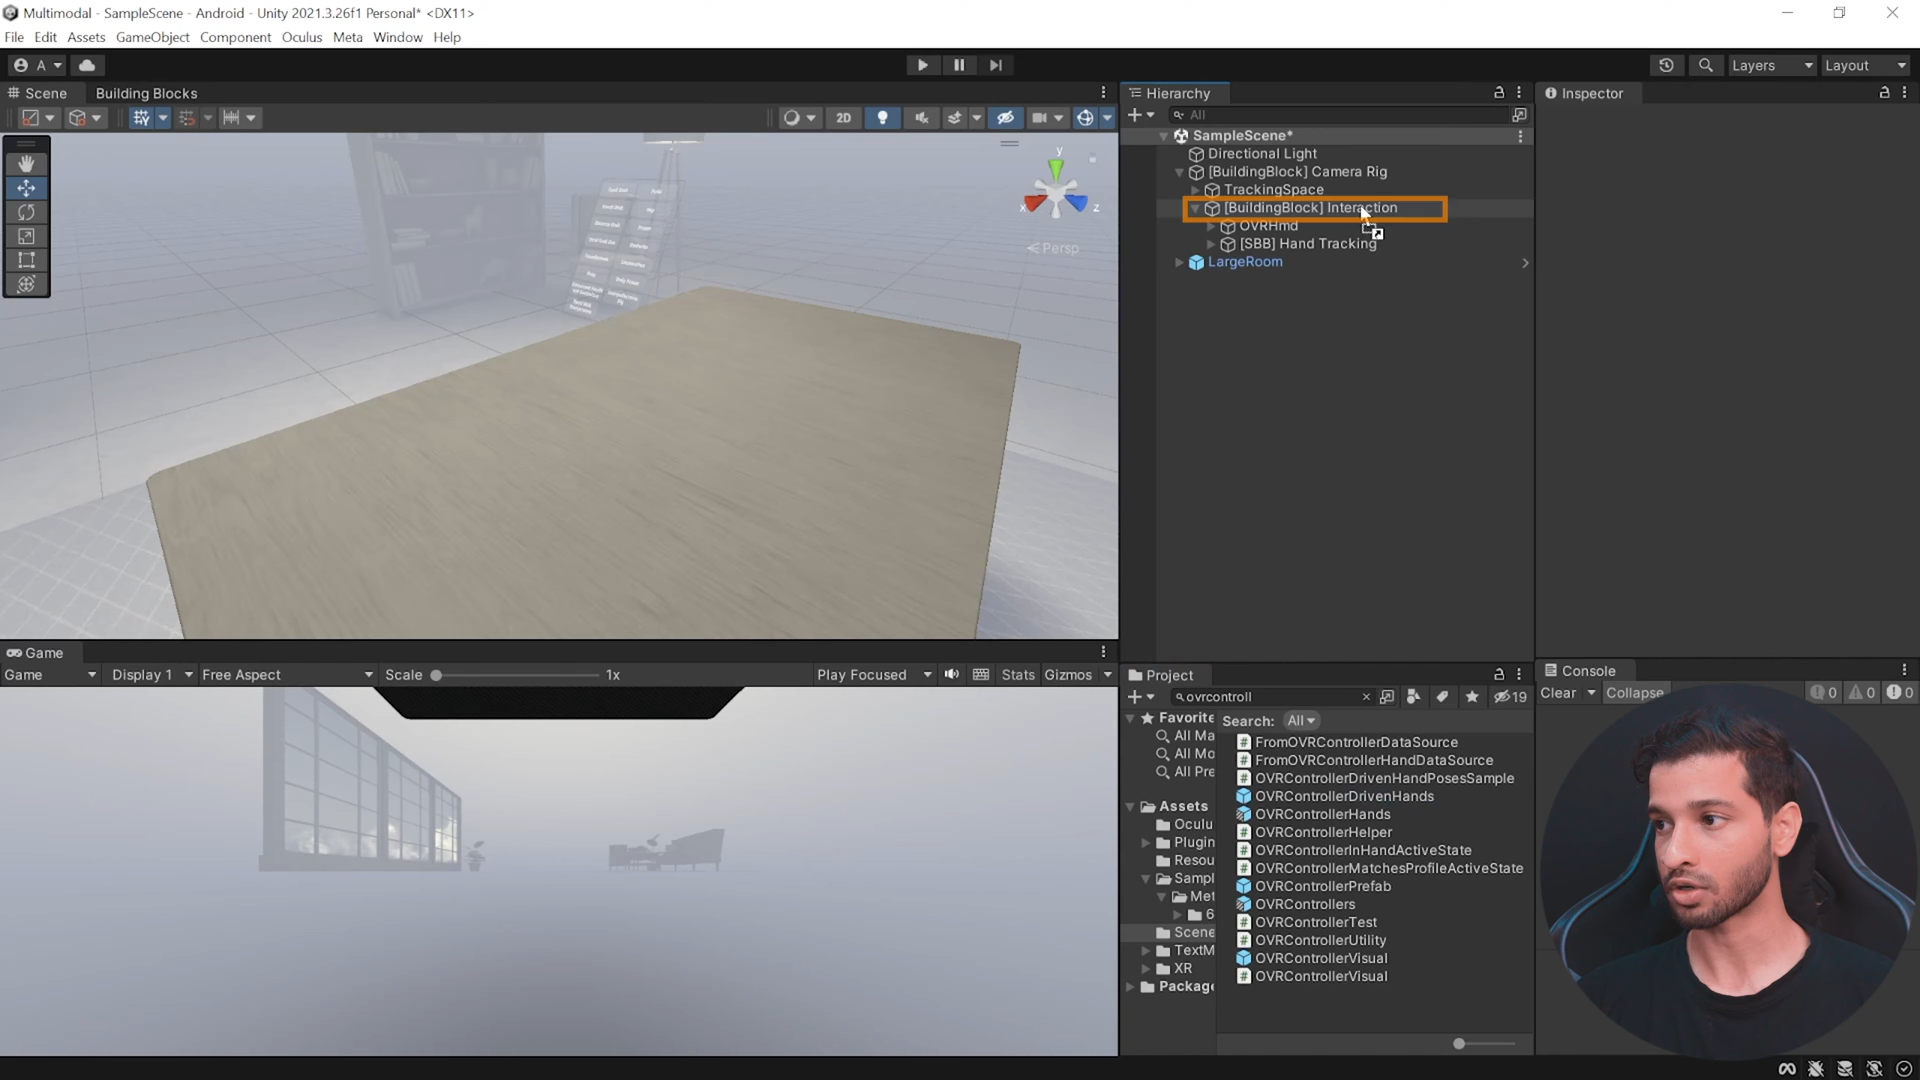 Multimodal - SampleScene - Android - Unity 2021.3.26f1 Personal* <DX11>
File Edit Assets GameObject Component Oculus Meta Window Help
A
Layers Layout
Scene Building Blocks
2D
y
x z
Persp
Hierarchy
All
SampleScene*
Directional Light
[BuildingBlock] Camera Rig
TrackingSpace
[BuildingBlock] Interaction
OVRHmd
[SBB] Hand Tracking
LargeRoom
Inspector
Game
Game Display 1 Free Aspect Scale 1x Play Focused Stats Gizmos
Project
ovrcontroll 19
Favorite
All Ma
All Mo
All Pre
Assets
Oculu
Plugin
Resou
Sampl
Met
6
Scene
TextM
XR
Package
Search: All
FromOVRControllerDataSource
FromOVRControllerHandDataSource
OVRControllerDrivenHandPosesSample
OVRControllerDrivenHands
OVRControllerHands
OVRControllerHelper
OVRControllerInHandActiveState
OVRControllerMatchesProfileActiveState
OVRControllerPrefab
OVRControllers
OVRControllerTest
OVRControllerUtility
OVRControllerVisual
OVRControllerVisual
Console
Clear Collapse 0 0 0